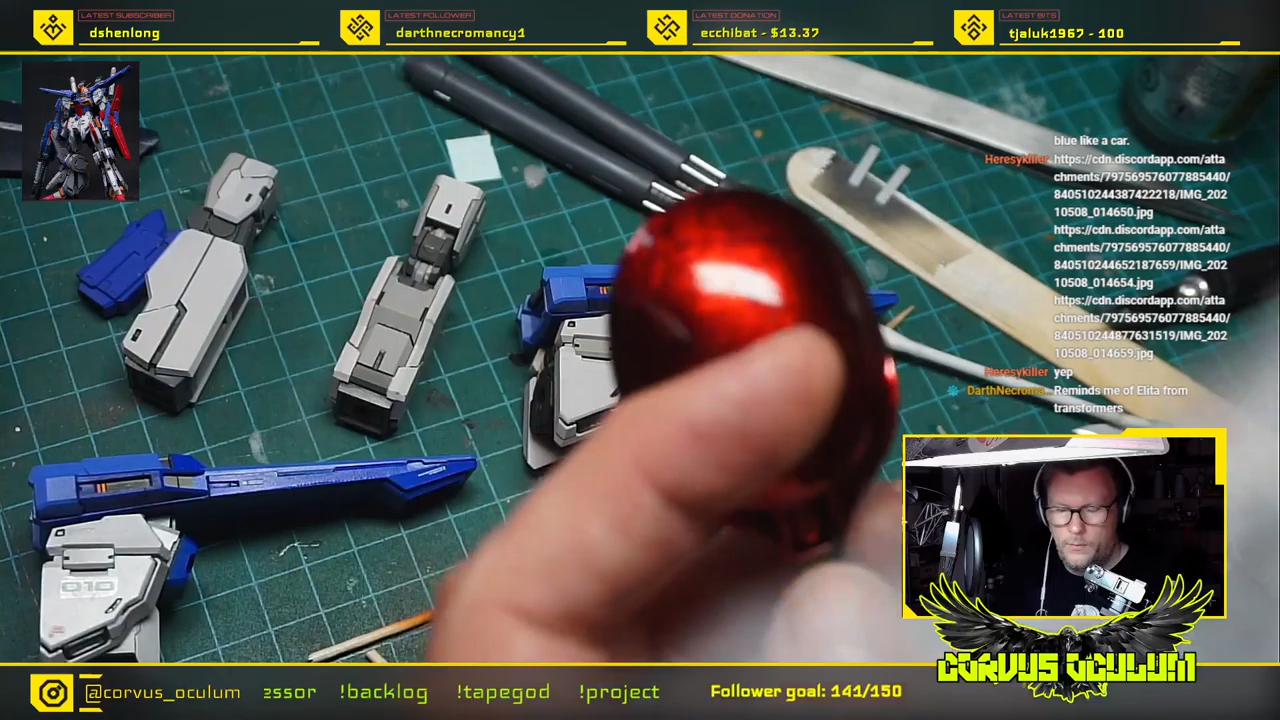 LATEST SUBSCRIBER
dshenlong
LATEST FOLLOWER
darthnecromancy1
LATEST DONATION
ecchibat - $13.37
LATEST BITS
tjaluk1967 - 100
blue like a car.
Heresykiller https://cdn.discordapp.com/atta
chments/797569576077885440/
840510244387422218/IMG_202
10508_014650.jpg
https://cdn.discordapp.com/atta
chments/797569576077885440/
840510244652187659/IMG_202
10508_014654.jpg
https://cdn.discordapp.com/atta
chments/797569576077885440/
840510244877631519/IMG_202
10508_014659.jpg
Heresykiller yep
DarthNecroma... Reminds me of Elita from
transformers
010
CORVUS OCULUM
@corvus_oculum
essor
!backlog
!tapegod
!project
Follower goal: 141/150